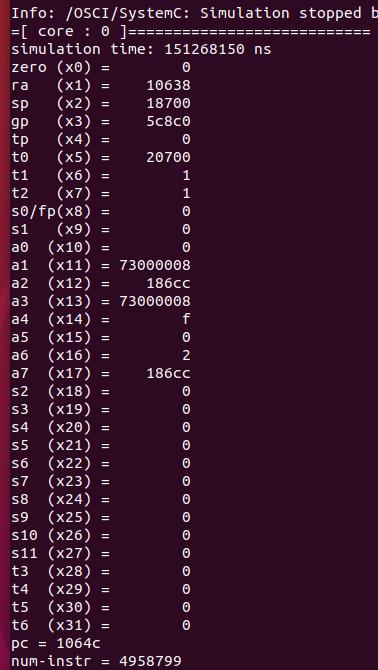 Info: /OSCI/SystemC: Simulation stopped b
=[ core : 0 ]===========================
simulation time: 151268150 ns
zero (x0) =        0
ra   (x1) =    10638
sp   (x2) =    18700
gp   (x3) =    5c8c0
tp   (x4) =        0
t0   (x5) =    20700
t1   (x6) =        1
t2   (x7) =        1
s0/fp(x8) =        0
s1   (x9) =        0
a0  (x10) =        0
a1  (x11) = 73000008
a2  (x12) =    186cc
a3  (x13) = 73000008
a4  (x14) =        f
a5  (x15) =        0
a6  (x16) =        2
a7  (x17) =    186cc
s2  (x18) =        0
s3  (x19) =        0
s4  (x20) =        0
s5  (x21) =        0
s6  (x22) =        0
s7  (x23) =        0
s8  (x24) =        0
s9  (x25) =        0
s10 (x26) =        0
s11 (x27) =        0
t3  (x28) =        0
t4  (x29) =        0
t5  (x30) =        0
t6  (x31) =        0
pc = 1064c
num-instr = 4958799